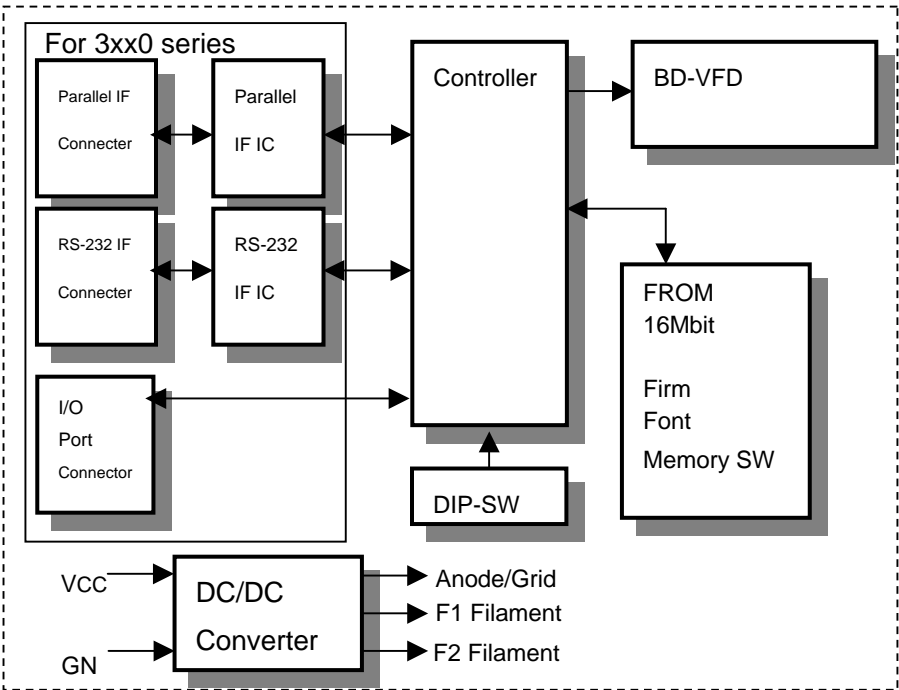 For 3xx0 series
Parallel IF
Connecter
Parallel
IF IC
RS-232 IF
Connecter
RS-232
IF IC
I/O
Port
Connector
Controller
BD-VFD
FROM
16Mbit
Firm
Font
Memory SW
DIP-SW
VCC
GN
DC/DC
Converter
Anode/Grid
F1 Filament
F2 Filament